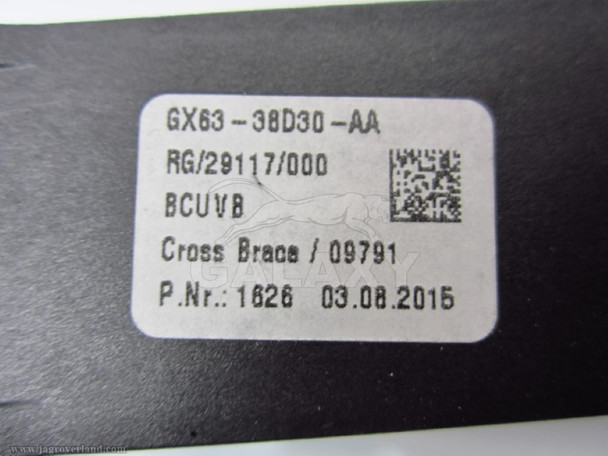 GX63-38D30-AA
RG/29117/000
BCUVB
Cross Brace / 09791
GALAXY
P.Nr.: 1626 03.08.2015
www.jagroverland.com